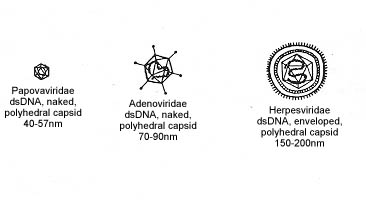 Papovaviridae
dsDNA, naked,
polyhedral capsid
40-57nm
Adenoviridae
dsDNA, naked,
polyhedral capsid
70-90nm
Herpesviridae
dsDNA, enveloped,
polyhedral capsid
150-200nm